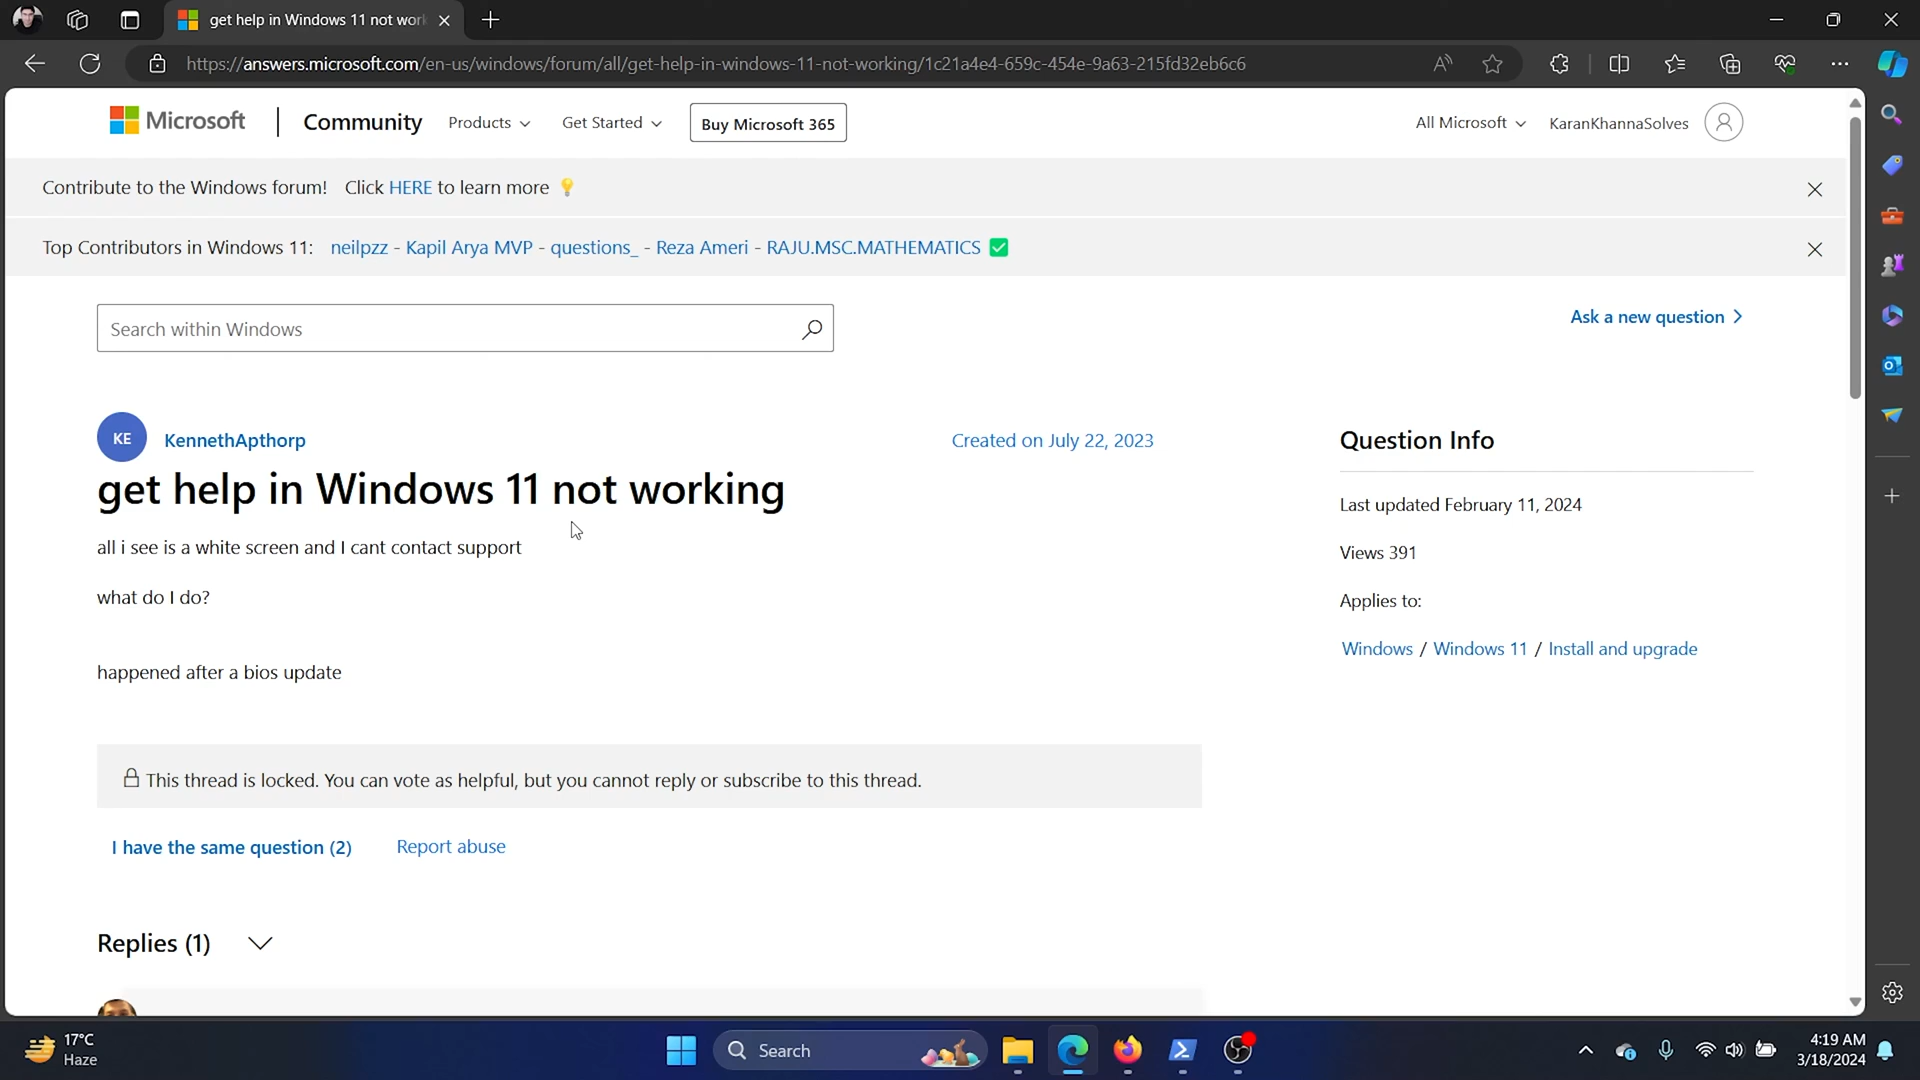 get help in Windows 11 not work
https://answers.microsoft.com/en-us/windows/forum/all/get-help-in-windows-11-not-working/1c21a4e4-659c-454e-9a63-215fd32eb6c6
Microsoft
Community
Products
Get Started
Buy Microsoft 365
All Microsoft
KaranKhannaSolves
Contribute to the Windows forum! Click HERE to learn more
Top Contributors in Windows 11: neilpzz - Kapil Arya MVP - questions_ - Reza Ameri - RAJU.MSC.MATHEMATICS
Search within Windows
Ask a new question
KE
KennethApthorp
Created on July 22, 2023
get help in Windows 11 not working
all i see is a white screen and I cant contact support
what do I do?
happened after a bios update
Question Info
Last updated February 11, 2024
Views 391
Applies to:
Windows / Windows 11 / Install and upgrade
This thread is locked. You can vote as helpful, but you cannot reply or subscribe to this thread.
I have the same question (2)
Report abuse
Replies (1)
17°C
Haze
Search
4:19 AM
3/18/2024